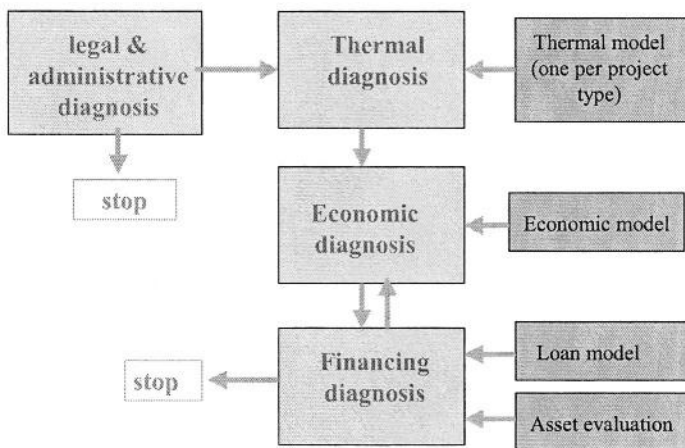 legal &
administrative
diagnosis
Thermal
diagnosis
Thermal model
(one per project
type)
stop
Economic
diagnosis
Economic model
Financing
diagnosis
Loan model
stop
Asset evaluation